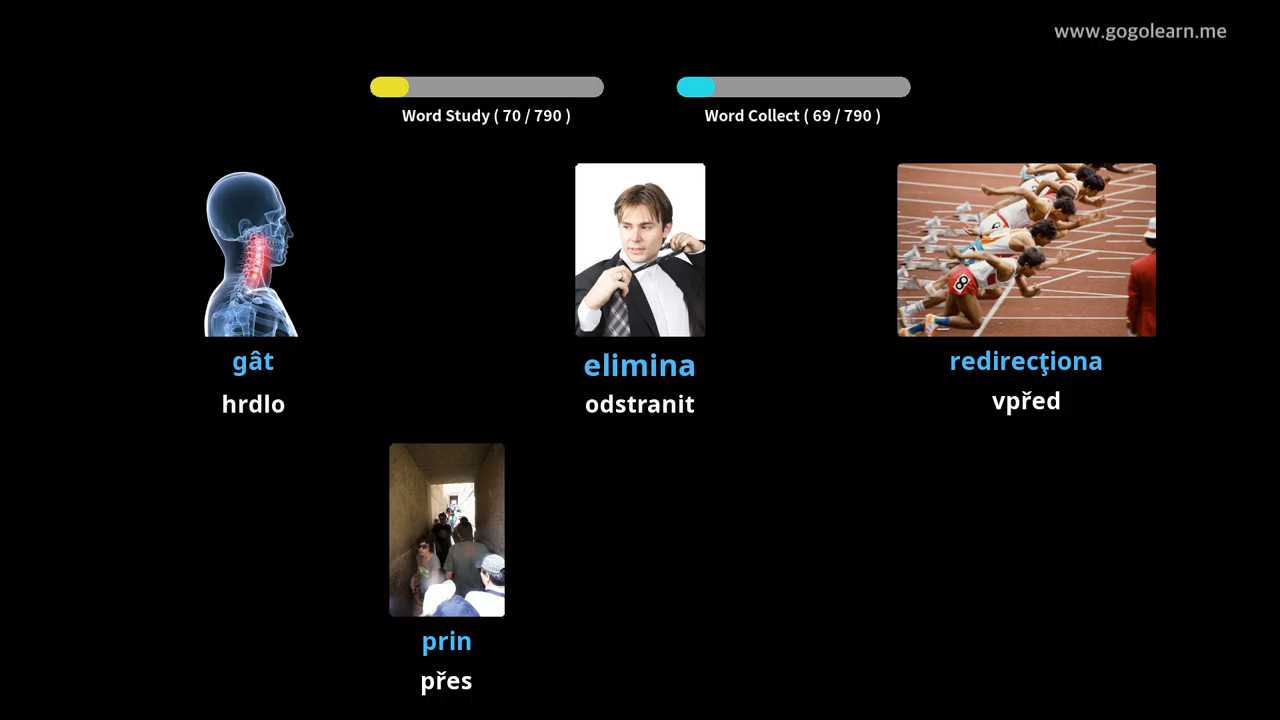 www.gogolearn.me
Word Study ( 70 / 790 )
Word Collect ( 69 / 790 )
gât
elimina
redirecţiona
hrdlo
odstranit
vpřed
prin
přes